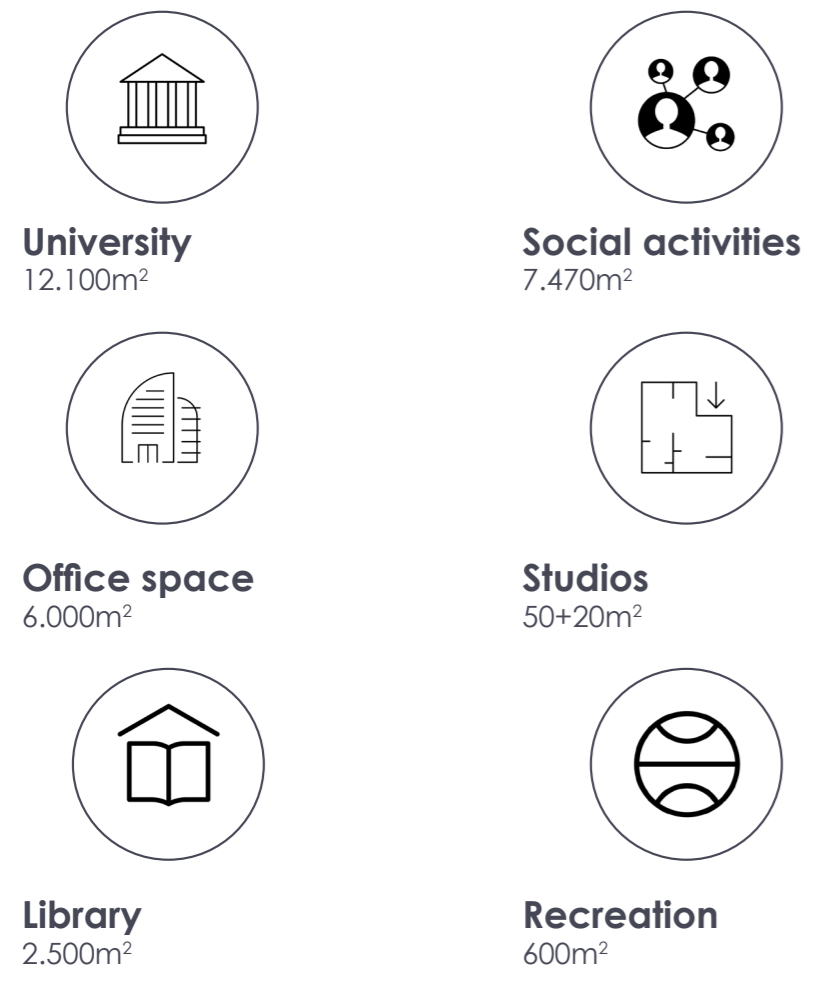 University
12.100m²
Social activities
7.470m²
Office space
6.000m²
Studios
50+20m²
Library
2.500m²
Recreation
600m²